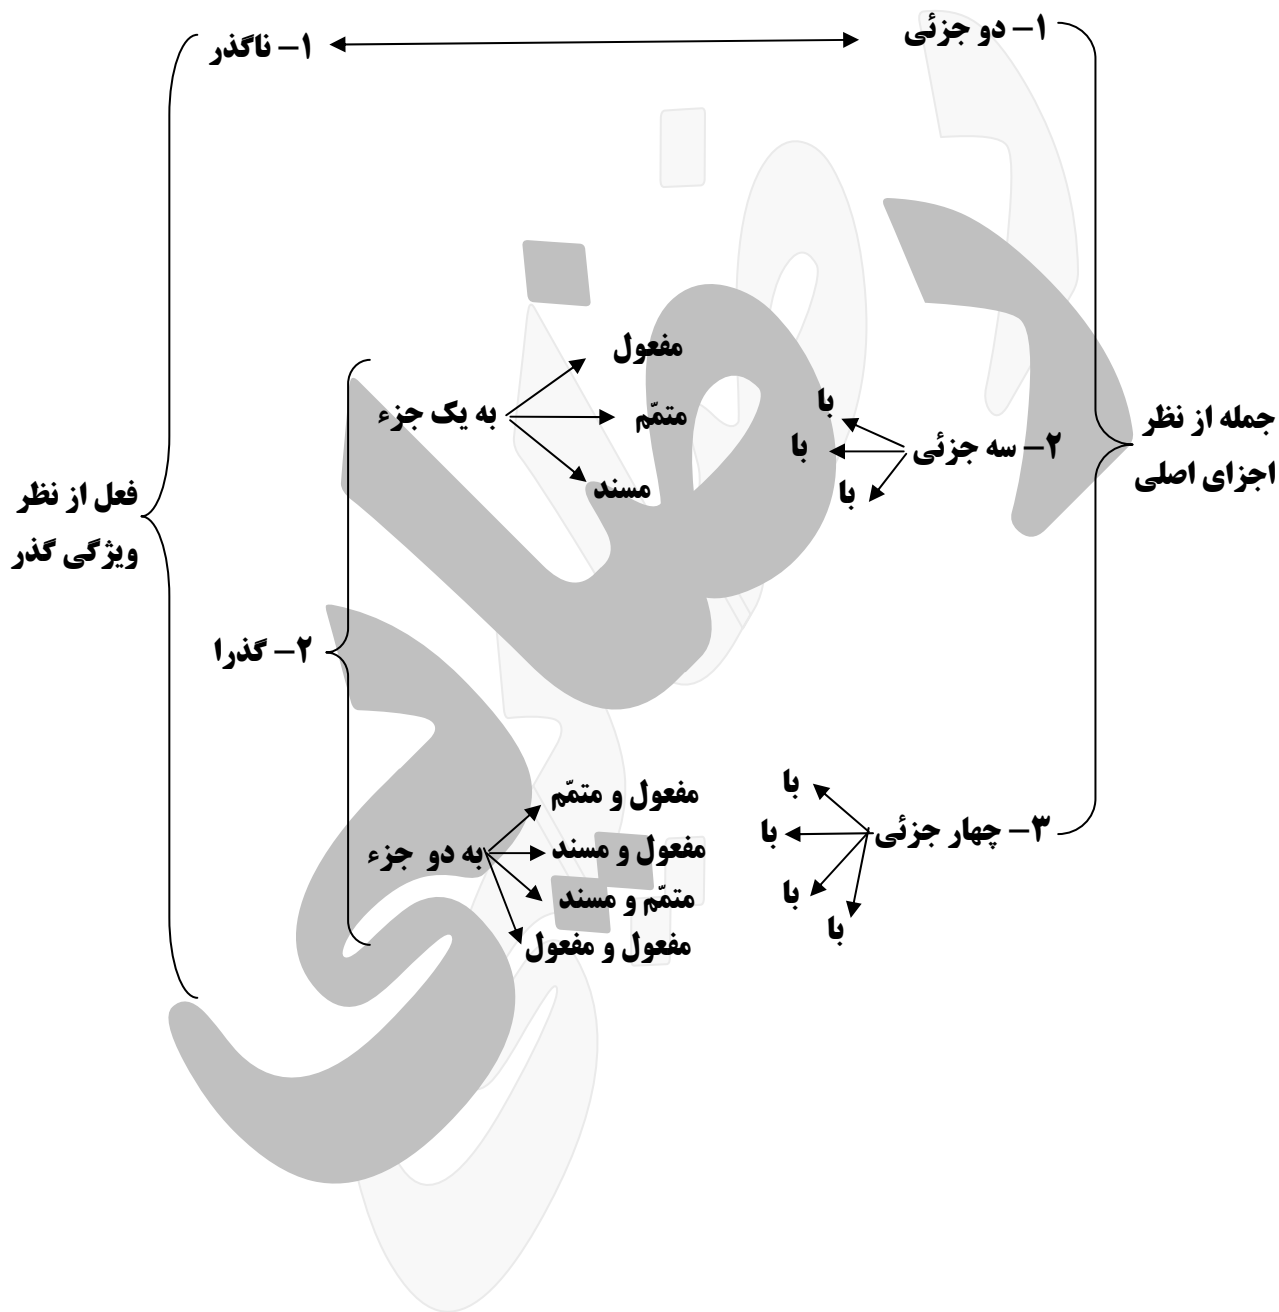 جمله از نظر
اجزای اصلی
۱- دو جزئی
۱- ناگذر
۲- سه جزئی
با
با
با
مفعول
متمّم
مسند
به یک جزء
۳- چهار جزئی
با
با
با
با
مفعول و متمّم
مفعول و مسند
متمّم و مسند
مفعول و مفعول
به دو جزء
۲- گذرا
فعل از نظر
ویژگی گذر